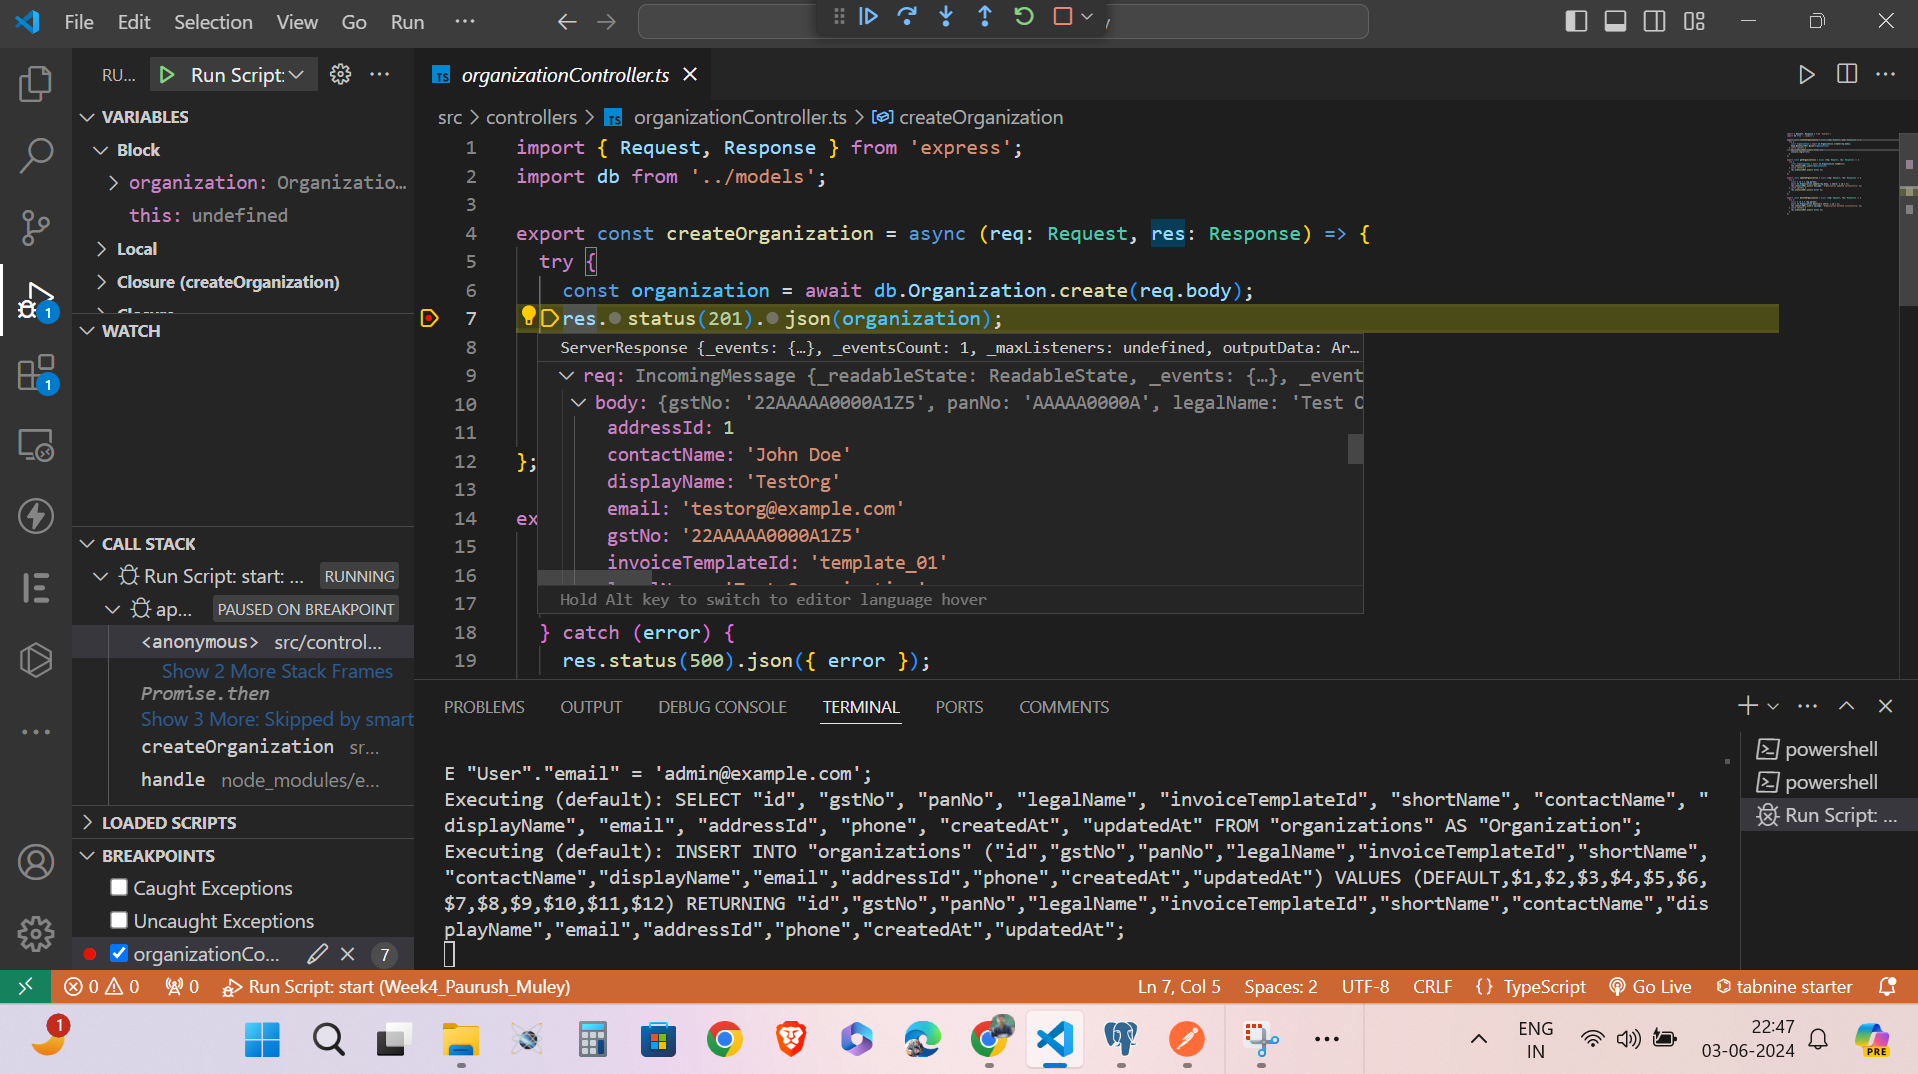 File Edit Selection View Go Run ···
RU... Run Script: ···
VARIABLES
Block
organization: Organizatio...
this: undefined
Local
Closure (createOrganization)
WATCH
CALL STACK
Run Script: start: ... RUNNING
ap... PAUSED ON BREAKPOINT
<anonymous> src/control...
Show 2 More Stack Frames
Promise.then
Show 3 More: Skipped by smart
createOrganization sr...
handle node_modules/e...
LOADED SCRIPTS
BREAKPOINTS
Caught Exceptions
Uncaught Exceptions
organizationCo... 7
1
1
TS organizationController.ts
src > controllers > TS organizationController.ts > createOrganization
1 import { Request, Response } from 'express';
2 import db from '../models';
3
4 export const createOrganization = async (req: Request, res: Response) => {
5 try {
6 const organization = await db.Organization.create(req.body);
7 res.status(201).json(organization);
8 ServerResponse {_events: {…}, _eventsCount: 1, _maxListeners: undefined, outputData: Ar…
9 req: IncomingMessage {_readableState: ReadableState, _events: {…}, _event
10 body: {gstNo: '22AAAAA0000A1Z5', panNo: 'AAAAA0000A', legalName: 'Test O
11 addressId: 1
12 }; contactName: 'John Doe'
13 displayName: 'TestOrg'
14 ex email: 'testorg@example.com'
15 gstNo: '22AAAAA0000A1Z5'
16 invoiceTemplateId: 'template_01'
17 Hold Alt key to switch to editor language hover
18 } catch (error) {
19 res.status(500).json({ error });
PROBLEMS OUTPUT DEBUG CONSOLE TERMINAL PORTS COMMENTS
E "User"."email" = 'admin@example.com';
Executing (default): SELECT "id", "gstNo", "panNo", "legalName", "invoiceTemplateId", "shortName", "contactName", "
displayName", "email", "addressId", "phone", "createdAt", "updatedAt" FROM "organizations" AS "Organization";
Executing (default): INSERT INTO "organizations" ("id","gstNo","panNo","legalName","invoiceTemplateId","shortName",
"contactName","displayName","email","addressId","phone","createdAt","updatedAt") VALUES (DEFAULT,$1,$2,$3,$4,$5,$6,
$7,$8,$9,$10,$11,$12) RETURNING "id","gstNo","panNo","legalName","invoiceTemplateId","shortName","contactName","dis
playName","email","addressId","phone","createdAt","updatedAt";
powershell
powershell
Run Script: ...
0 0 0 Run Script: start (Week4_Paurush_Muley) Ln 7, Col 5 Spaces: 2 UTF-8 CRLF {} TypeScript Go Live tabnine starter
1
ENG
IN
22:47
03-06-2024
PRE